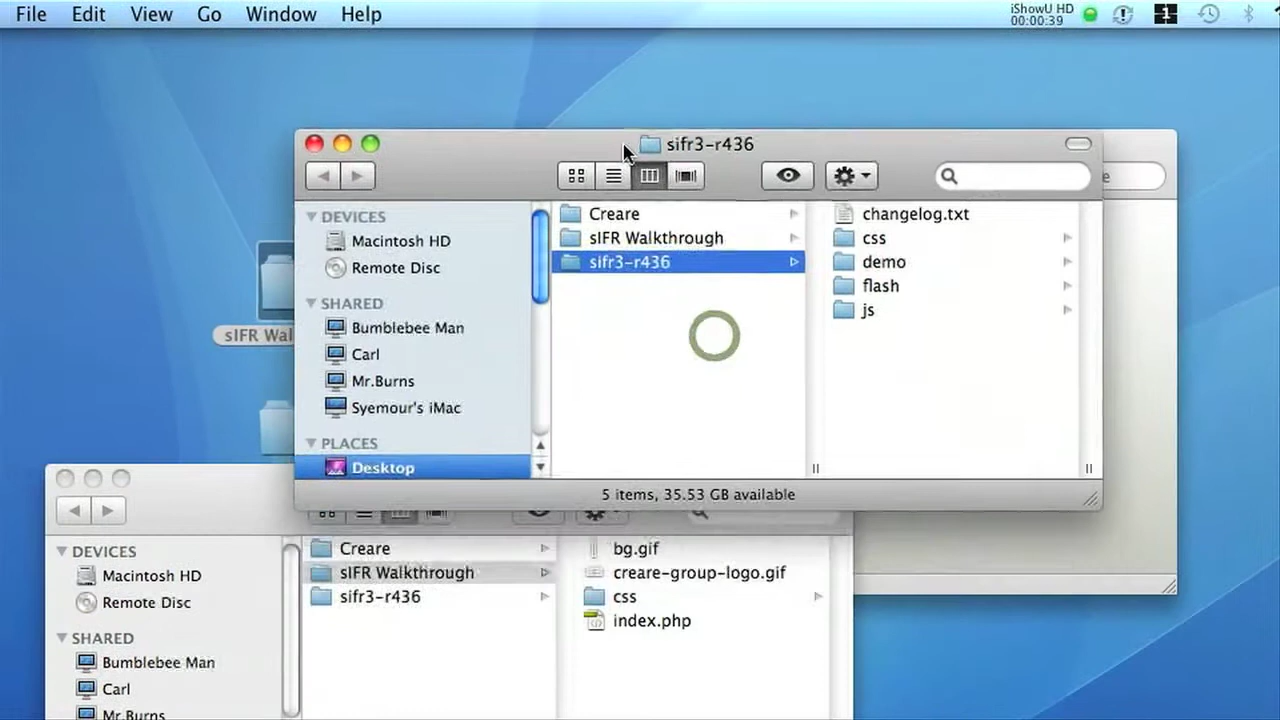 File Edit View Go Window Help
iShowU HD
00:00:39
1
sifr3-r436
DEVICES
Macintosh HD
Remote Disc
SHARED
Bumblebee Man
Carl
Mr.Burns
Syemour's iMac
PLACES
Desktop
Creare
sIFR Walkthrough
sifr3-r436
changelog.txt
css
demo
flash
js
5 items, 35.53 GB available
sIFR Wal
DEVICES
Macintosh HD
Remote Disc
SHARED
Bumblebee Man
Carl
Mr.Burns
Creare
sIFR Walkthrough
sifr3-r436
bg.gif
creare-group-logo.gif
css
index.php